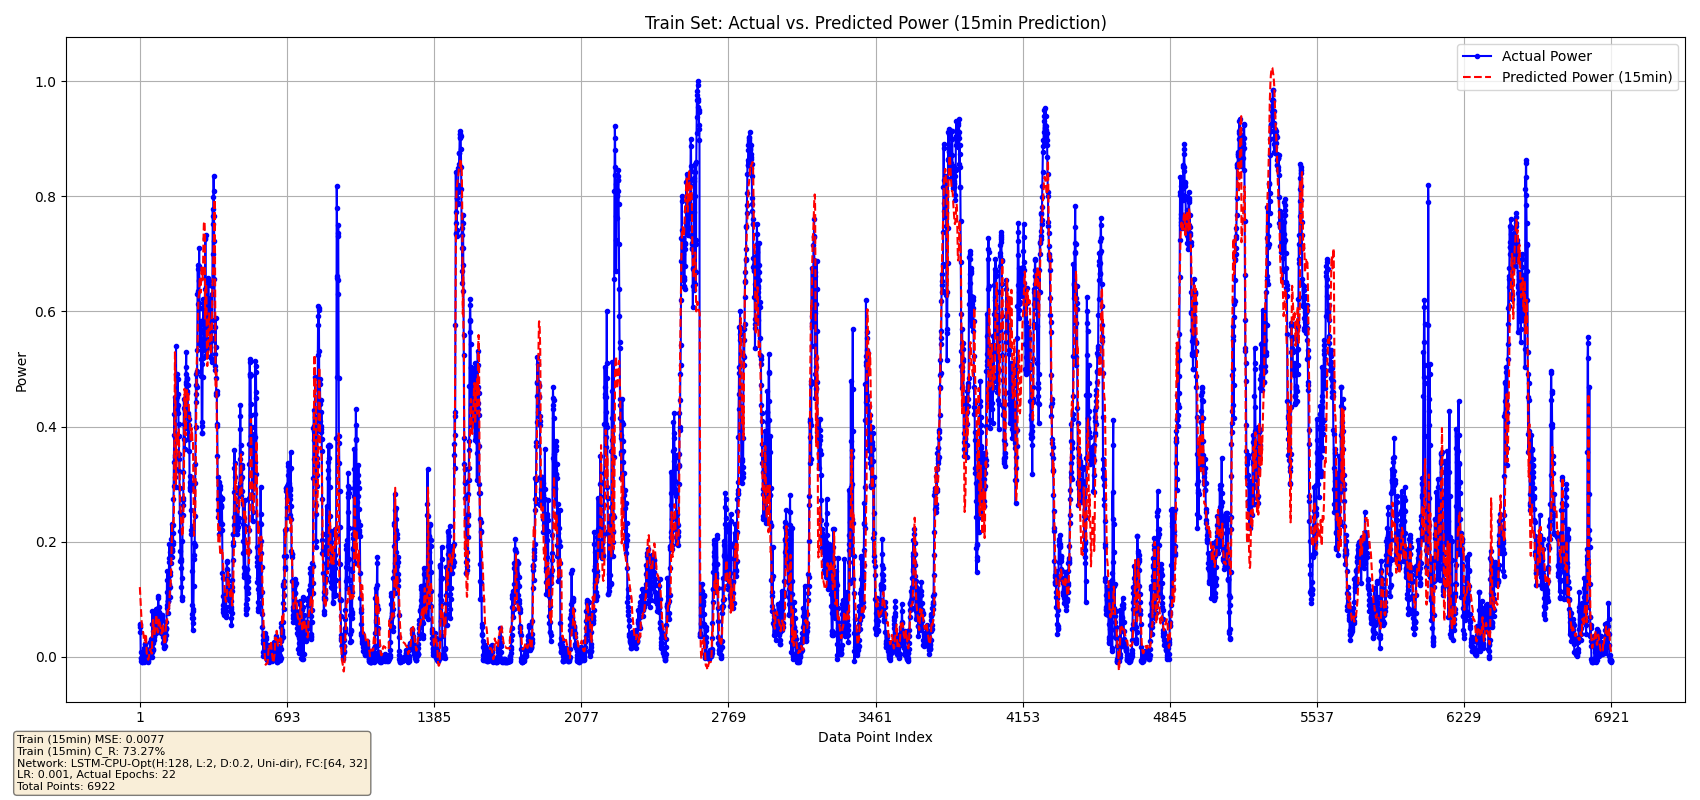 Train Set: Actual vs. Predicted Power (15min Prediction)
Actual Power
Predicted Power (15min)
Power
1.0
0.8
0.6
0.4
0.2
0.0
1 693 1385 2077 2769 3461 4153 4845 5537 6229 6921
Data Point Index
Train (15min) MSE: 0.0077
Train (15min) C_R: 73.27%
Network: LSTM-CPU-Opt(H:128, L:2, D:0.2, Uni-dir), FC:[64, 32]
LR: 0.001, Actual Epochs: 22
Total Points: 6922